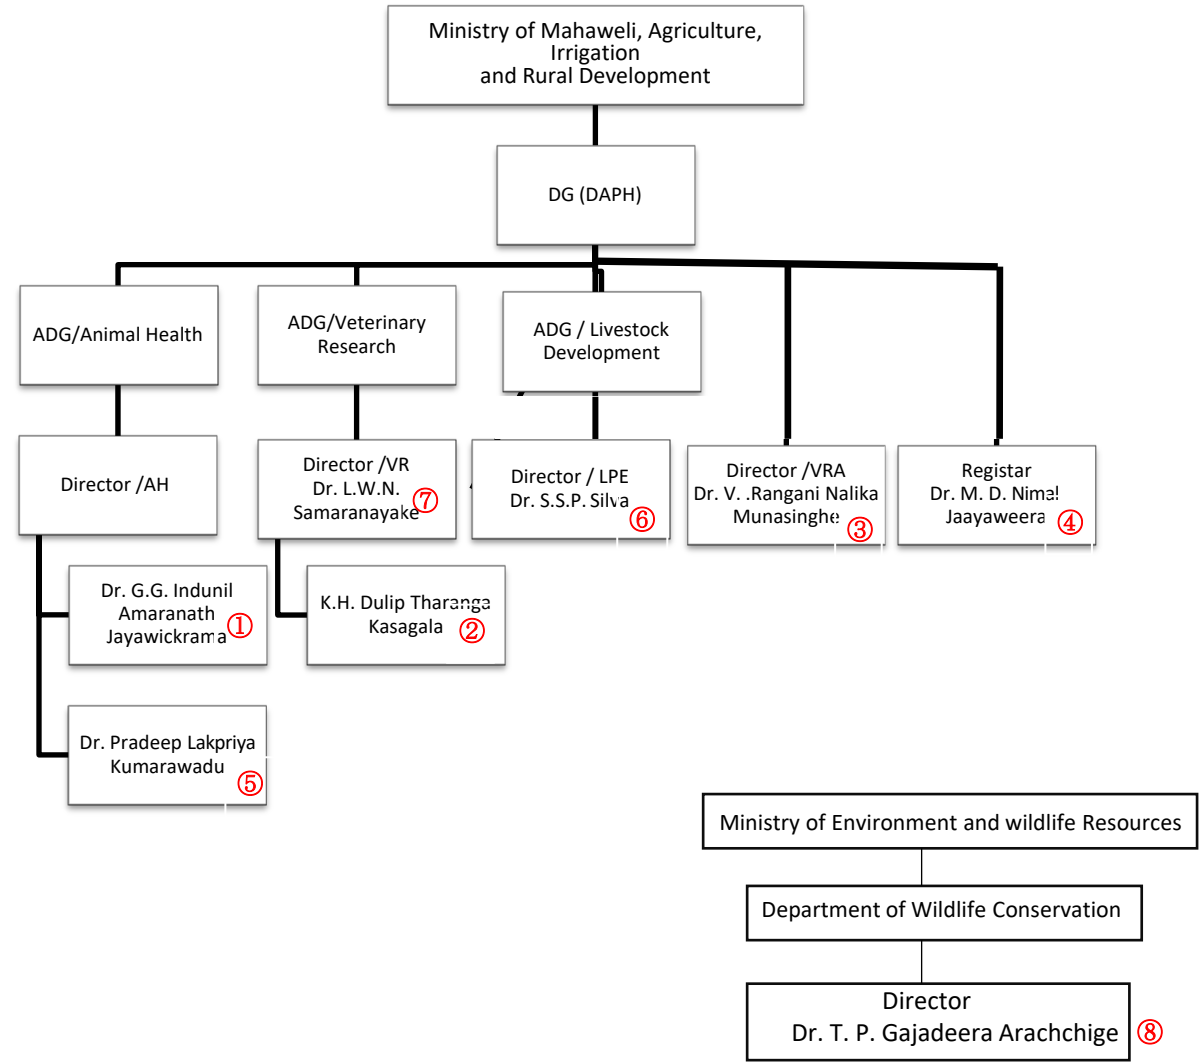 Ministry of Mahaweli, Agriculture,
Irrigation
and Rural Development
DG (DAPH)
ADG/Animal Health
ADG/Veterinary
Research
ADG / Livestock
Development
Director /AH
Director /VR
Dr. L.W.N.
Samaranayake
⑦
Director / LPE
Dr. S.S.P. Silva
⑥
Director /VRA
Dr. V. .Rangani Nalika
Munasinghe
③
Registar
Dr. M. D. Nimal
Jaayaweera
④
Dr. G.G. Indunil
Amaranath
Jayawickrama
①
K.H. Dulip Tharanga
Kasagala
②
Dr. Pradeep Lakpriya
Kumarawadu
⑤
Ministry of Environment and wildlife Resources
Department of Wildlife Conservation
Director
Dr. T. P. Gajadeera Arachchige
⑧